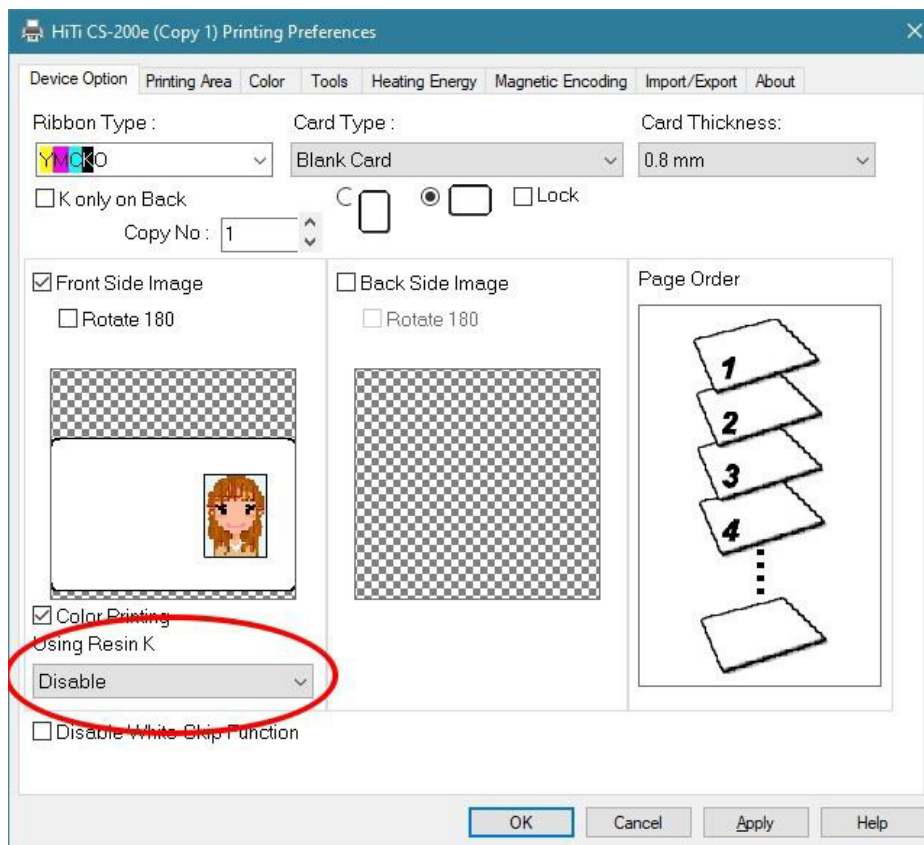 HiTi CS-200e (Copy 1) Printing Preferences
Device Option Printing Area Color Tools Heating Energy Magnetic Encoding Import/Export About
Ribbon Type : Card Type : Card Thickness:
YMCKO Blank Card 0.8 mm
K only on Back Lock
Copy No : 1
Front Side Image Back Side Image Page Order
Rotate 180 Rotate 180
1
2
3
4
Color Printing
Using Resin K
Disable
Disable White Skip Function
OK Cancel Apply Help